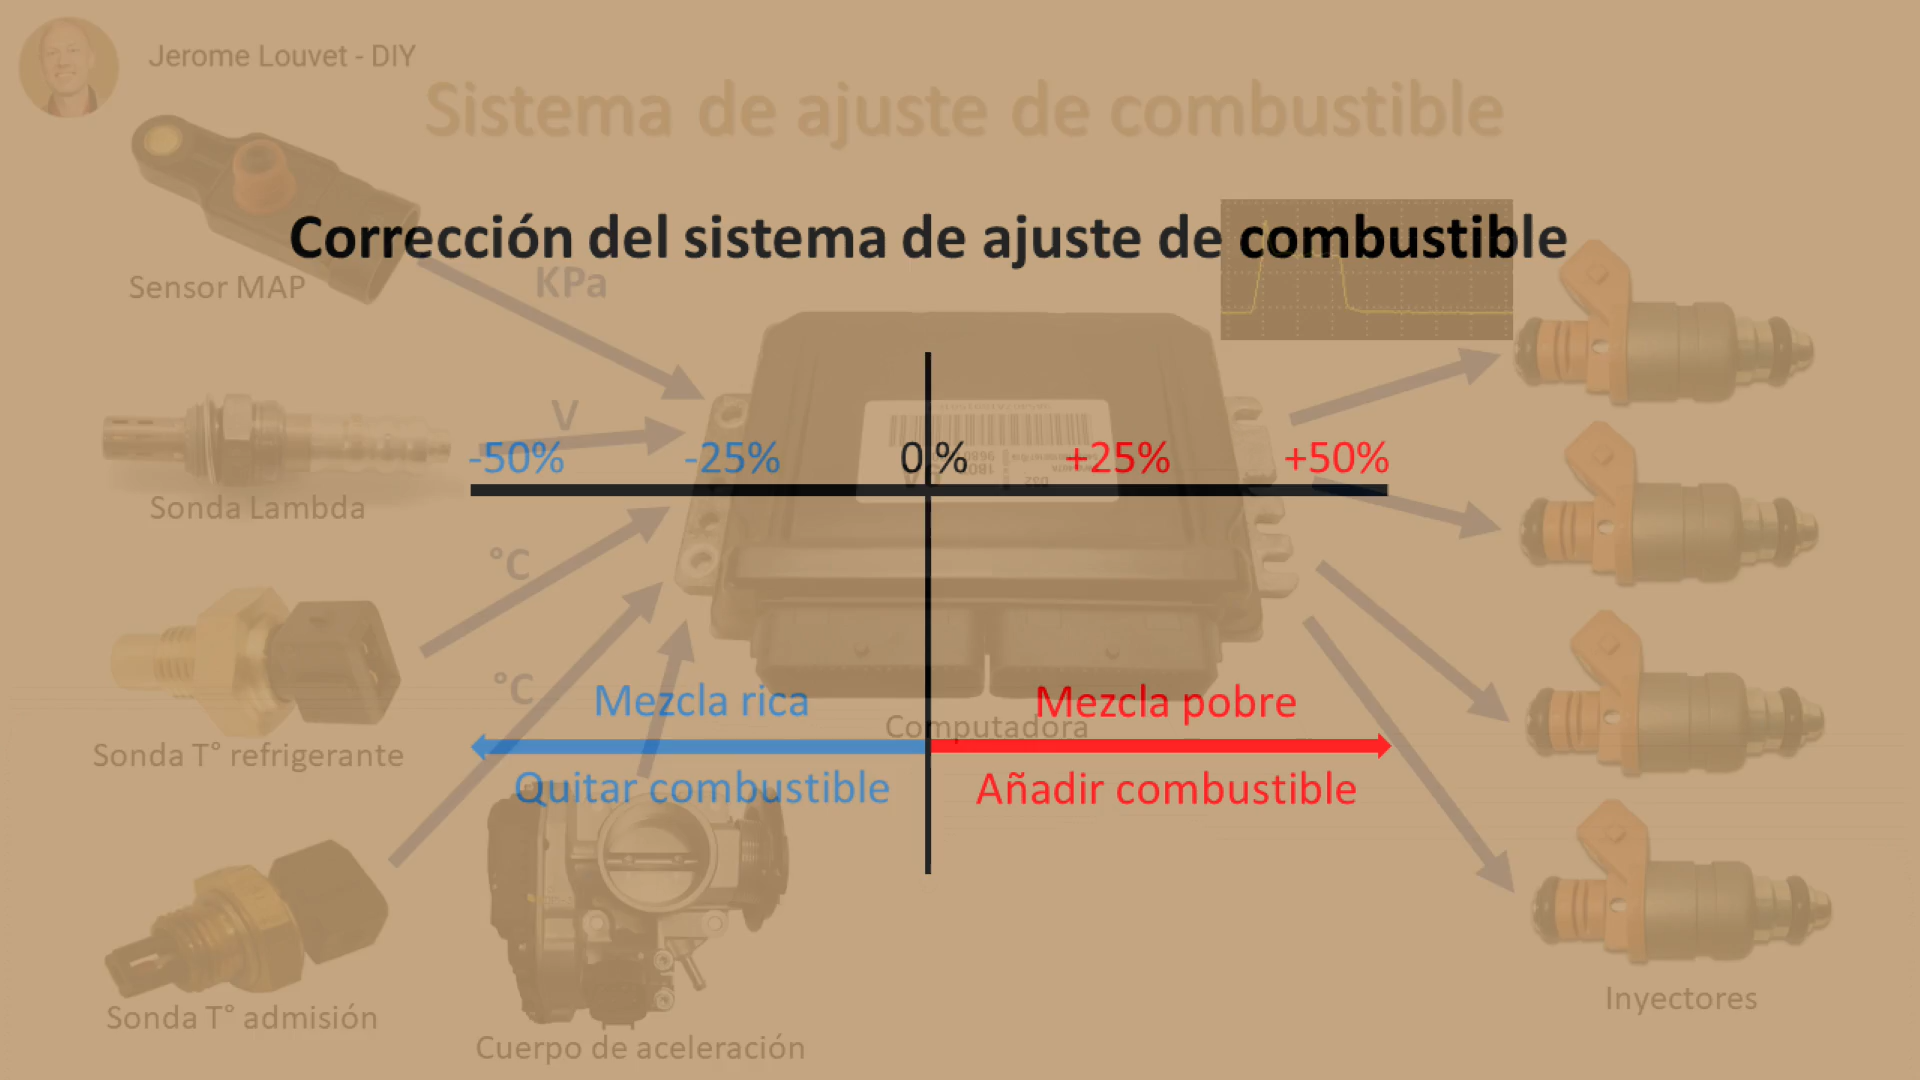 Jerome Louvet - DIY
Sistema de ajuste de combustible
Corrección del sistema de ajuste de combustible
KPa
Sensor MAP
V
-50% -25% 0 % +25% +50%
Sonda Lambda
°C
°C
Mezcla rica Mezcla pobre
Computadora
Sonda T° refrigerante
Quitar combustible Añadir combustible
Inyectores
Sonda T° admisión
Cuerpo de aceleración